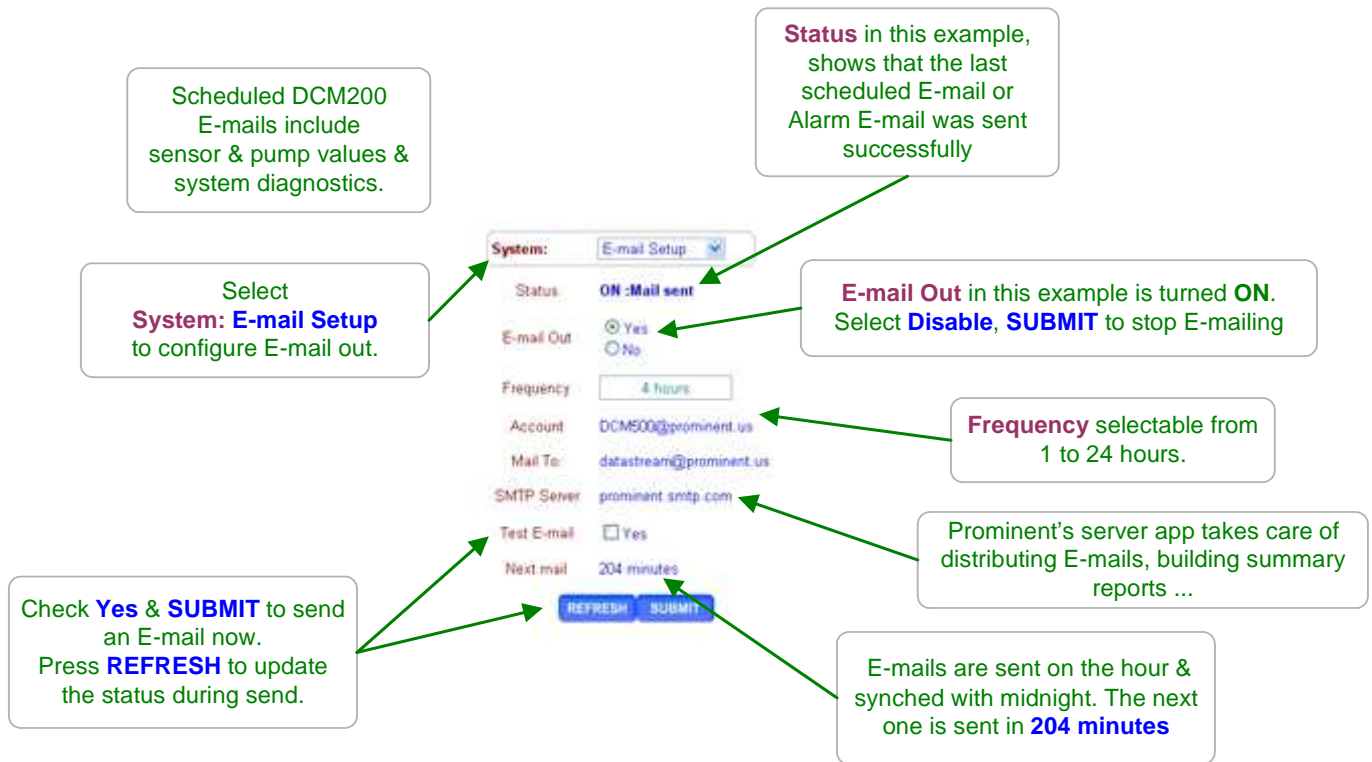 Status in this example,
shows that the last
scheduled E-mail or
Alarm E-mail was sent
successfully
Scheduled DCM200
E-mails include
sensor & pump values &
system diagnostics.
System: E-mail Setup
Select
System: E-mail Setup
to configure E-mail out.
Status ON :Mail sent
E-mail Out in this example is turned ON.
Select Disable, SUBMIT to stop E-mailing
E-mail Out Yes
No
Frequency 4 hours
Account DCM500@prominent.us
Frequency selectable from
1 to 24 hours.
Mail To: datastream@prominent.us
SMTP Server prominent.smtp.com
Test E-mail Yes
Prominent's server app takes care of
distributing E-mails, building summary
reports ...
Next mail 204 minutes
Check Yes & SUBMIT to send
an E-mail now.
Press REFRESH to update
the status during send.
REFRESH SUBMIT
E-mails are sent on the hour &
synched with midnight. The next
one is sent in 204 minutes